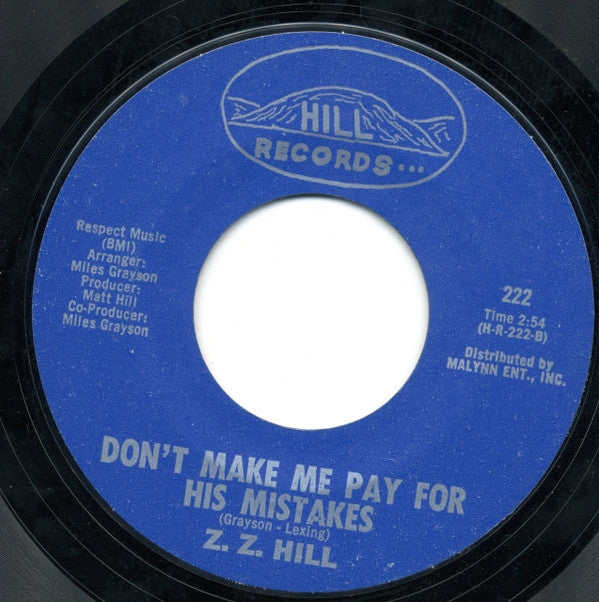 HILL
RECORDS...
Respect Music
(BMI)
Arranger:
Miles Grayson
Producer:
Matt Hill
Co-Producer:
Miles Grayson
222
Time 2:54
(H-R-222-B)
Distributed by
MALYNN ENT., INC.
DON'T MAKE ME PAY FOR
HIS MISTAKES
(Grayson - Lexing)
Z. Z. HILL